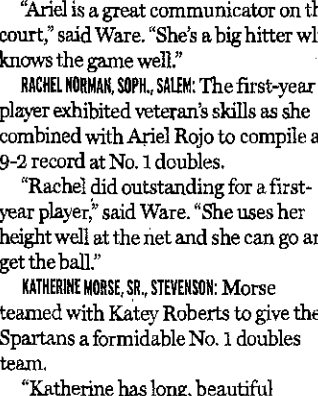 "Ariel is a great communicator on th
court," said Ware. "She's a big hitter wh
knows the game well."
RACHEL NORMAN, SOPH., SALEM: The first-year
player exhibited veteran's skills as she
combined with Ariel Rojo to compile a
9-2 record at No. 1 doubles.
"Rachel did outstanding for a first-
year player," said Ware. "She uses her
height well at the net and she can go an
get the ball."
KATHERINE MORSE, SR., STEVENSON: Morse
teamed with Katey Roberts to give the
Spartans a formidable No. 1 doubles
team.
"Katherine has long, beautiful